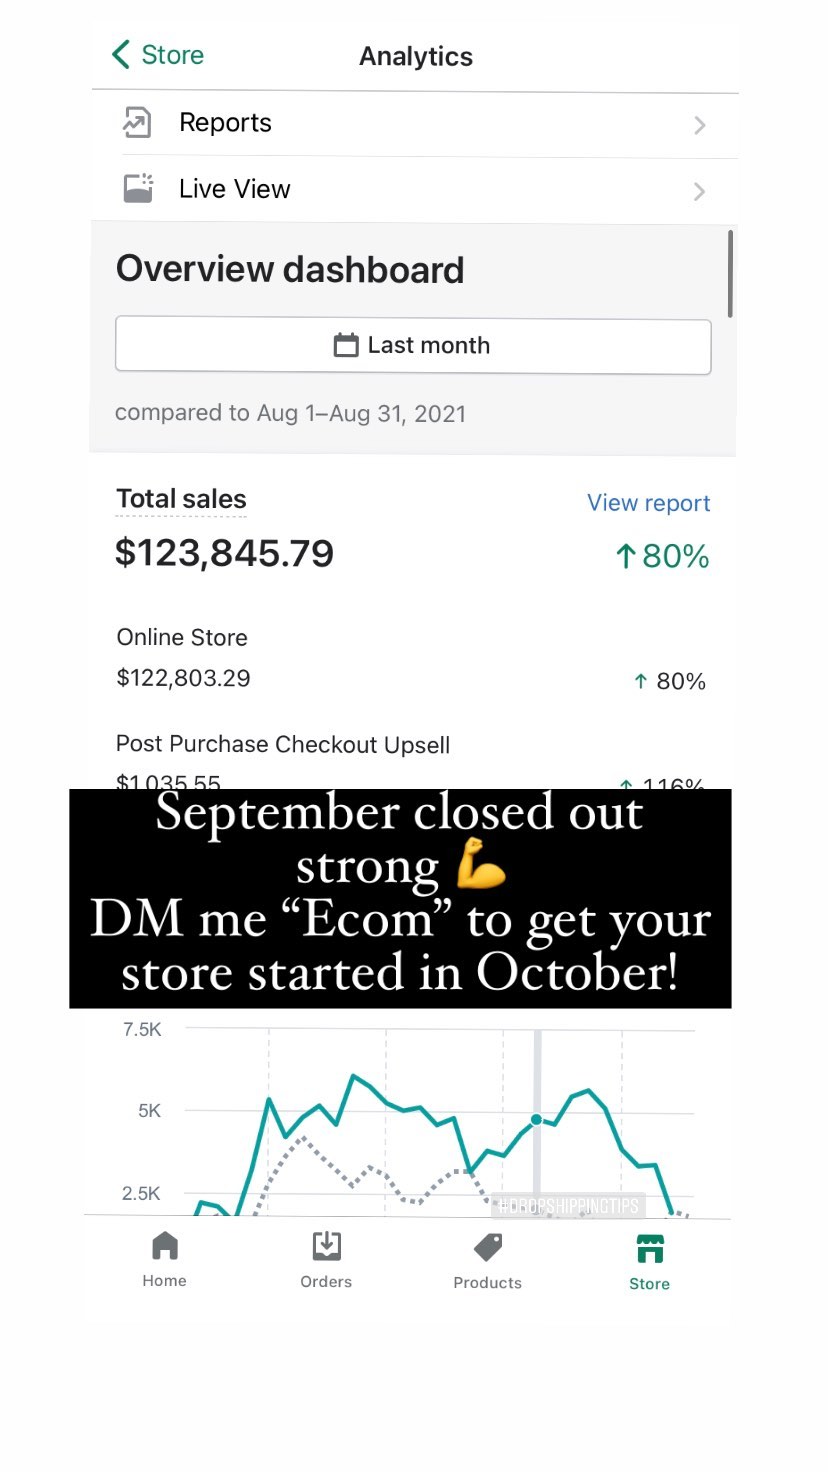 Store
Analytics
Reports
Live View
Overview dashboard
Last month
compared to Aug 1–Aug 31, 2021
Total sales
View report
$123,845.79
↑80%
Online Store
$122,803.29
↑ 80%
Post Purchase Checkout Upsell
$1,035.55
↑ 116%
September closed out
strong 💪
DM me “Ecom” to get your
store started in October!
7.5K
5K
2.5K
#DROPSHIPPINGTIPS
Home
Orders
Products
Store